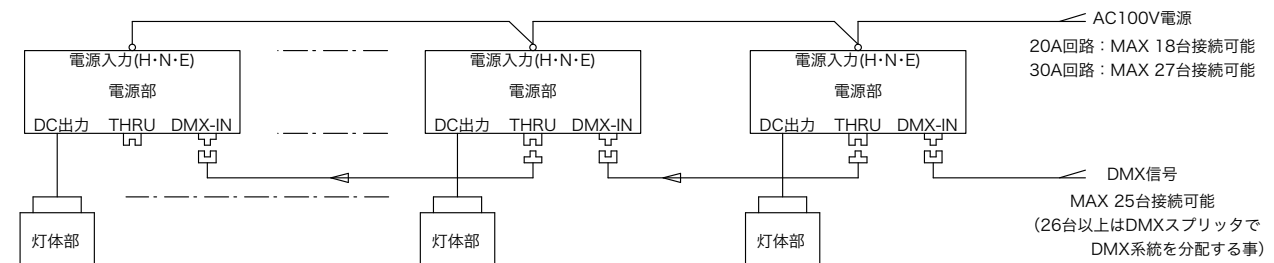 AC100V電源
20A回路：MAX 18台接続可能
30A回路：MAX 27台接続可能
電源入力(H･N･E)
電源部
DC出力 THRU DMX-IN
灯体部
電源入力(H･N･E)
電源部
DC出力 THRU DMX-IN
灯体部
電源入力(H･N･E)
電源部
DC出力 THRU DMX-IN
灯体部
DMX信号
MAX 25台接続可能
（26台以上はDMXスプリッタで
DMX系統を分配する事）